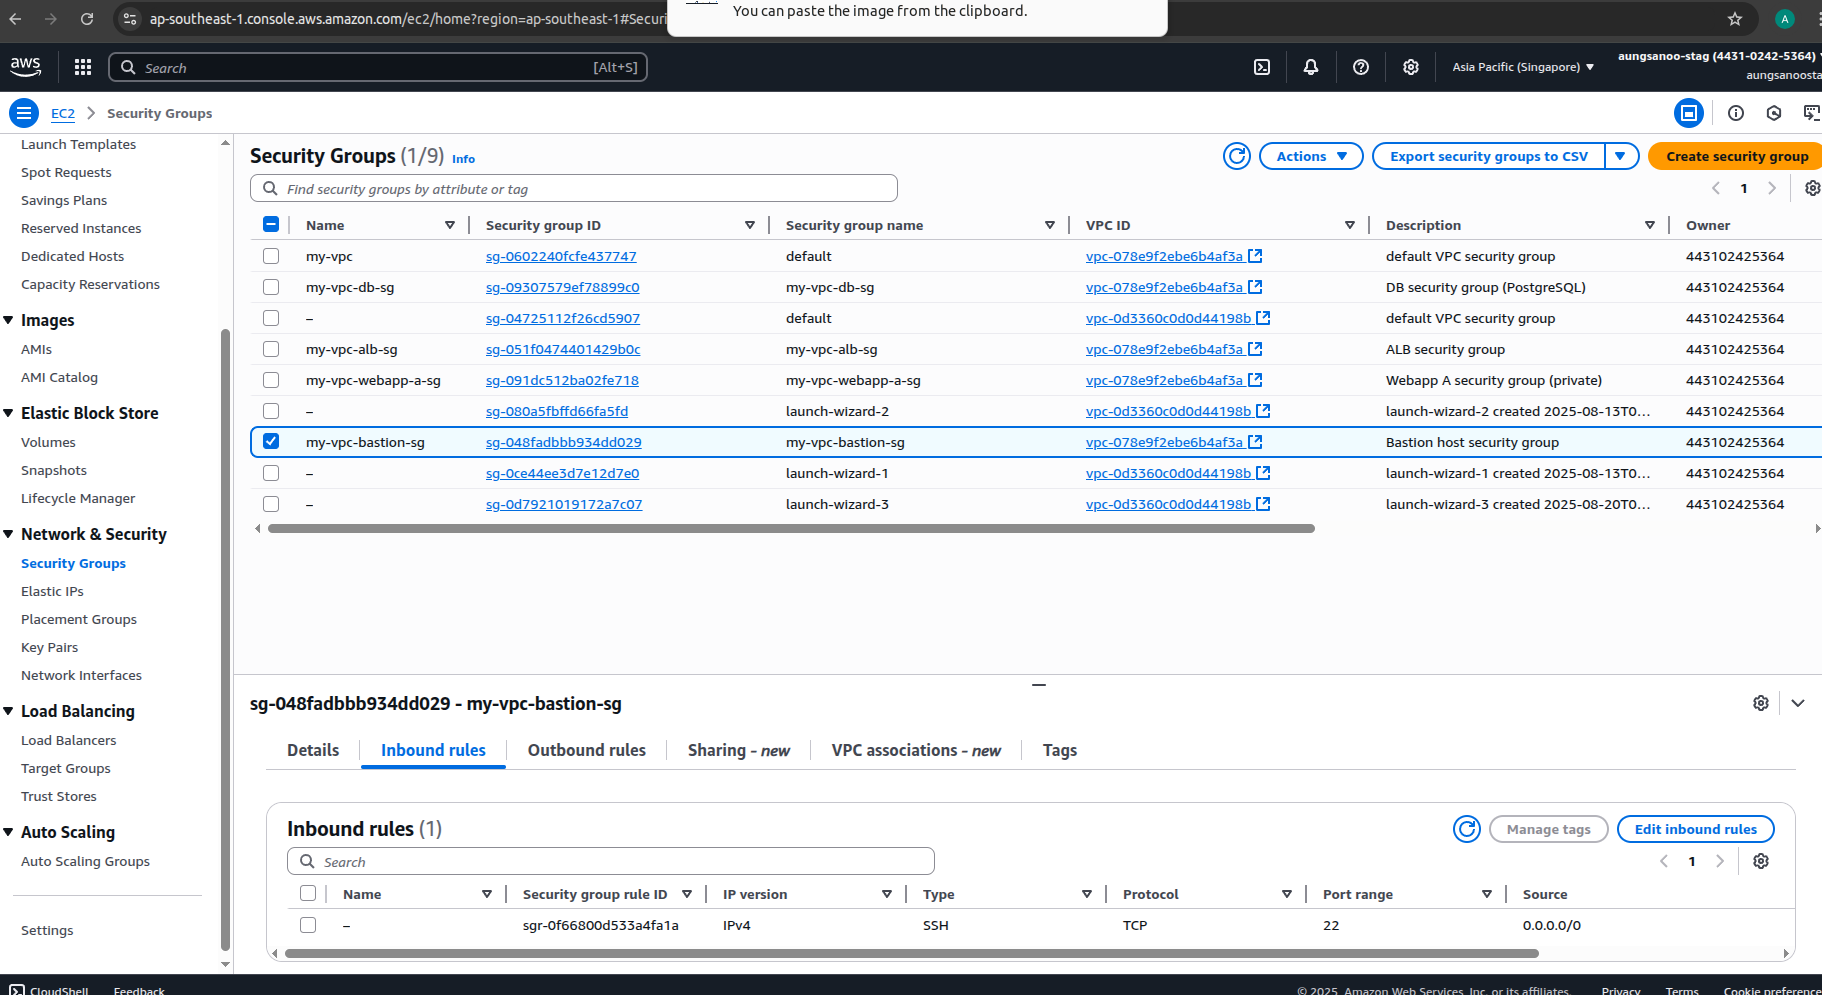 You can paste the image from the clipboard.
ap-southeast-1.console.aws.amazon.com/ec2/home?region=ap-southeast-1#Securi
A
aws
Search [Alt+S]
Asia Pacific (Singapore)
aungsanoo-stag (4431-0242-5364)
aungsanoosta
EC2 > Security Groups
Launch Templates
Spot Requests
Savings Plans
Reserved Instances
Dedicated Hosts
Capacity Reservations
Images
AMIs
AMI Catalog
Elastic Block Store
Volumes
Snapshots
Lifecycle Manager
Network & Security
Security Groups
Elastic IPs
Placement Groups
Key Pairs
Network Interfaces
Load Balancing
Load Balancers
Target Groups
Trust Stores
Auto Scaling
Auto Scaling Groups
Settings
Security Groups (1/9) Info
Actions
Export security groups to CSV
Create security group
Find security groups by attribute or tag
1
Name Security group ID Security group name VPC ID Description Owner
my-vpc sg-0602240fcfe437747 default vpc-078e9f2ebe6b4af3a default VPC security group 443102425364
my-vpc-db-sg sg-09307579ef78899c0 my-vpc-db-sg vpc-078e9f2ebe6b4af3a DB security group (PostgreSQL) 443102425364
– sg-04725112f26cd5907 default vpc-0d3360c0d0d44198b default VPC security group 443102425364
my-vpc-alb-sg sg-051f0474401429b0c my-vpc-alb-sg vpc-078e9f2ebe6b4af3a ALB security group 443102425364
my-vpc-webapp-a-sg sg-091dc512ba02fe718 my-vpc-webapp-a-sg vpc-078e9f2ebe6b4af3a Webapp A security group (private) 443102425364
– sg-080a5fbffd66fa5fd launch-wizard-2 vpc-0d3360c0d0d44198b launch-wizard-2 created 2025-08-13T0... 443102425364
my-vpc-bastion-sg sg-048fadbbb934dd029 my-vpc-bastion-sg vpc-078e9f2ebe6b4af3a Bastion host security group 443102425364
– sg-0ce44ee3d7e12d7e0 launch-wizard-1 vpc-0d3360c0d0d44198b launch-wizard-1 created 2025-08-13T0... 443102425364
– sg-0d7921019172a7c07 launch-wizard-3 vpc-0d3360c0d0d44198b launch-wizard-3 created 2025-08-20T0... 443102425364
sg-048fadbbb934dd029 - my-vpc-bastion-sg
Details Inbound rules Outbound rules Sharing - new VPC associations - new Tags
Inbound rules (1)
Manage tags
Edit inbound rules
Search
1
Name Security group rule ID IP version Type Protocol Port range Source
– sgr-0f66800d533a4fa1a IPv4 SSH TCP 22 0.0.0.0/0
CloudShell Feedback © 2025, Amazon Web Services, Inc. or its affiliates. Privacy Terms Cookie preference